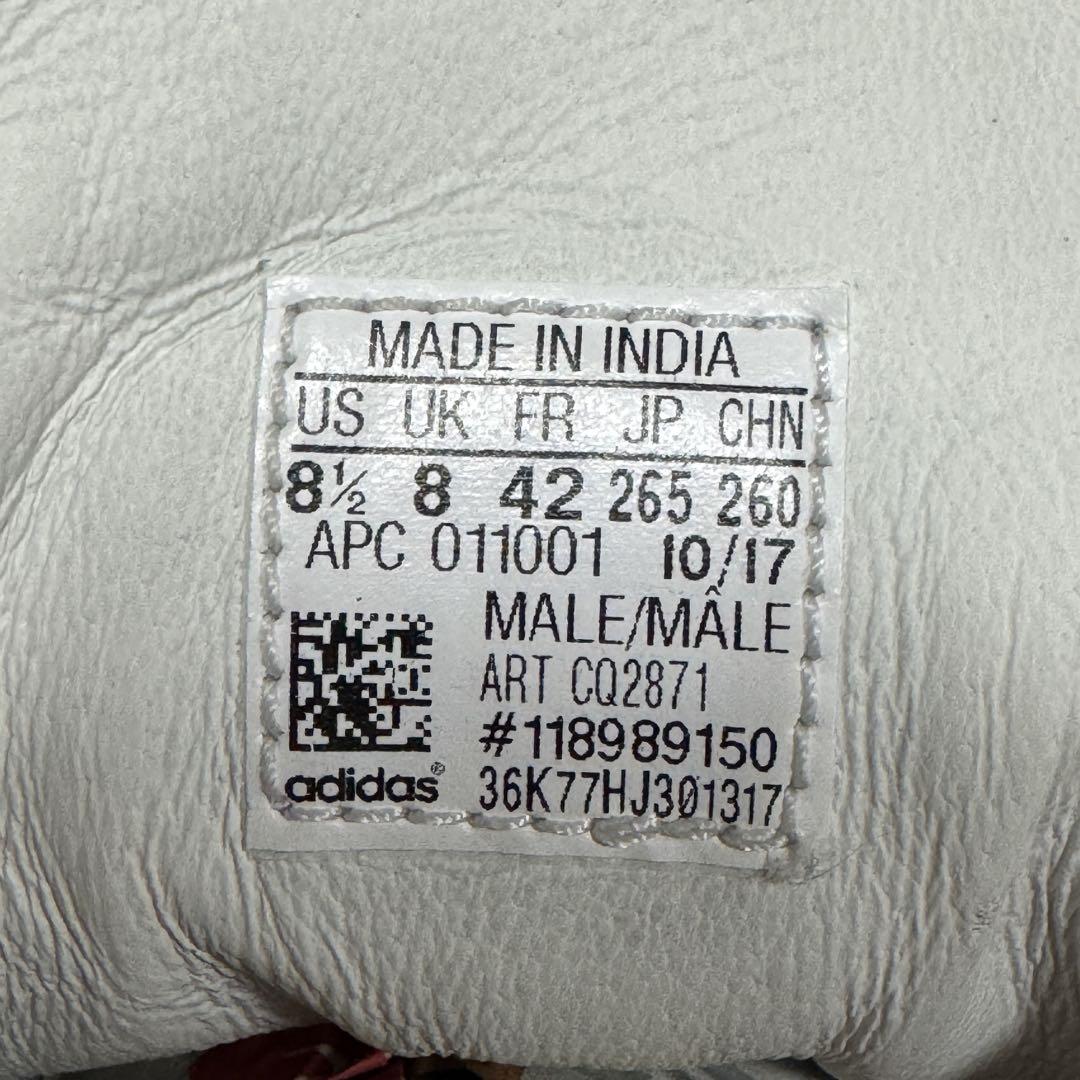 MADE IN INDIA
US UK FR JP CHN
8½ 8 42 265 260
APC 011001 10/17
MALE/MÂLE
ART CQ2871
#118989150
adidas® 36K77HJ301317